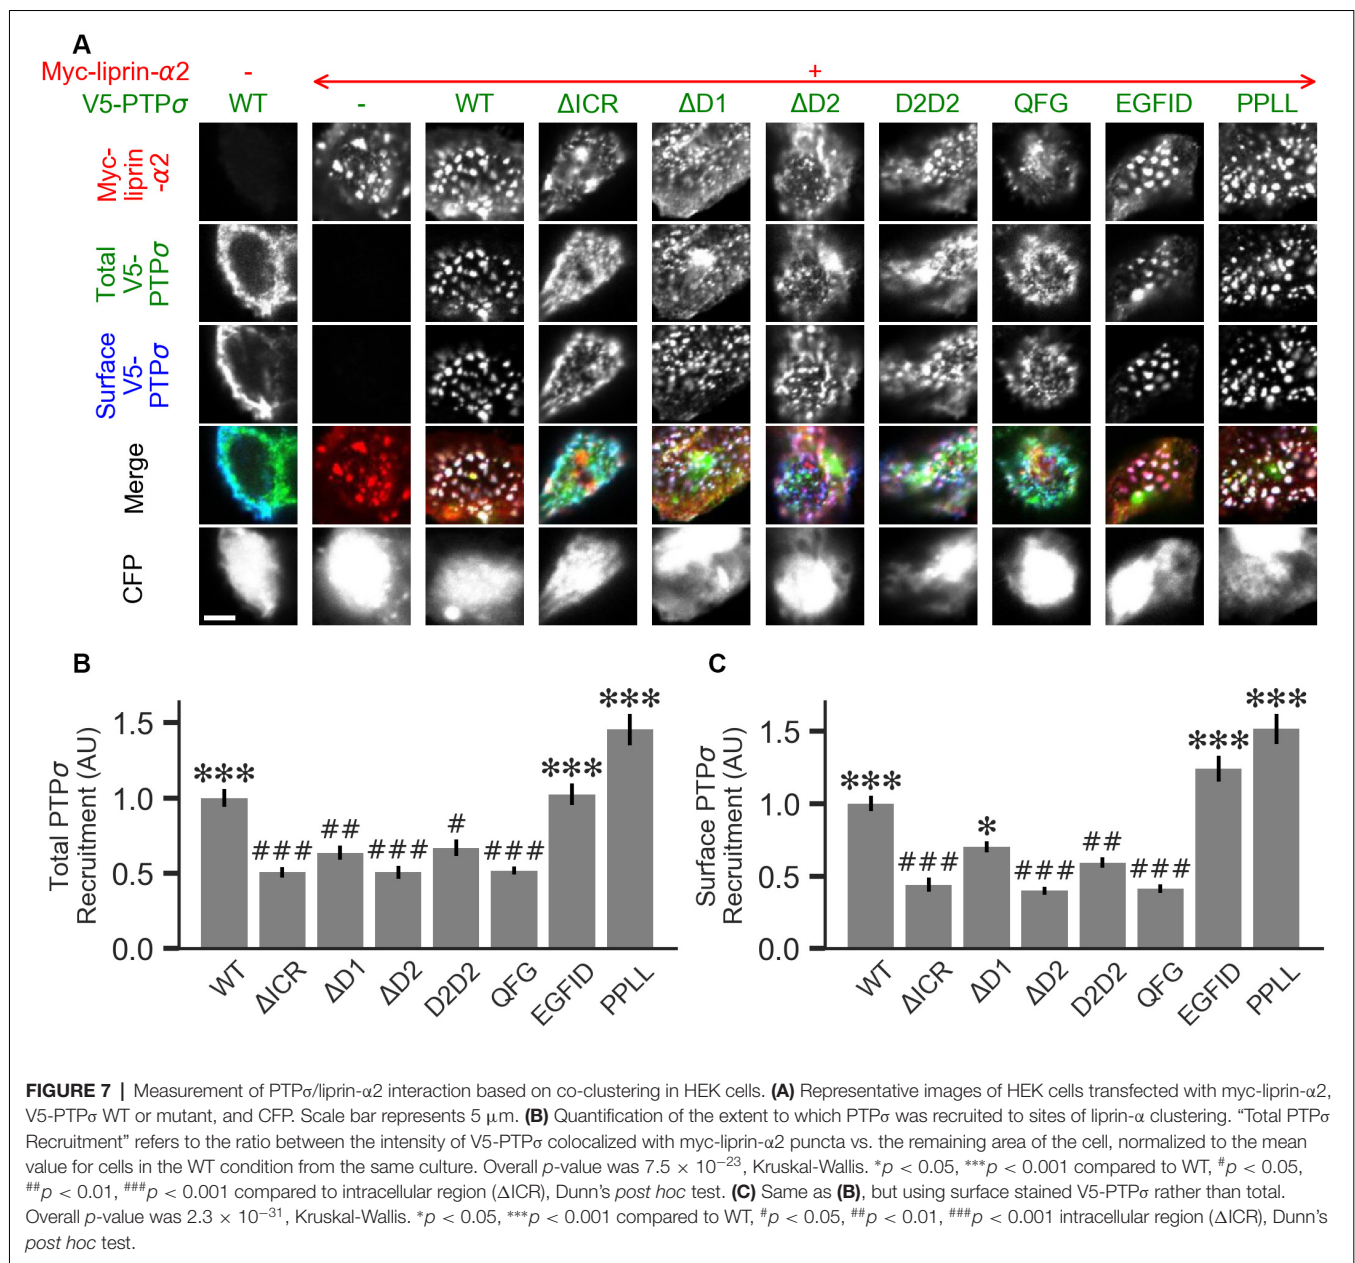 A
Myc-liprin-α2 - +
V5-PTPσ WT - WT ΔICR ΔD1 ΔD2 D2D2 QFG EGFID PPLL
Myc-
liprin
-α2
Total
V5-
PTPσ
Surface
V5-
PTPσ
Merge
CFP
B
Total PTPσ
Recruitment (AU)
1.5
1.0
0.5
0.0
*** ### ## ### # ### *** ***
WT ΔICR ΔD1 ΔD2 D2D2 QFG EGFID PPLL
C
Surface PTPσ
Recruitment (AU)
1.5
1.0
0.5
0.0
*** ### * ### ## ### *** ***
WT ΔICR ΔD1 ΔD2 D2D2 QFG EGFID PPLL
FIGURE 7 | Measurement of PTPσ/liprin-α2 interaction based on co-clustering in HEK cells. (A) Representative images of HEK cells transfected with myc-liprin-α2,
V5-PTPσ WT or mutant, and CFP. Scale bar represents 5 μm. (B) Quantification of the extent to which PTPσ was recruited to sites of liprin-α clustering. “Total PTPσ
Recruitment” refers to the ratio between the intensity of V5-PTPσ colocalized with myc-liprin-α2 puncta vs. the remaining area of the cell, normalized to the mean
value for cells in the WT condition from the same culture. Overall p-value was 7.5 × 10⁻²³, Kruskal-Wallis. *p < 0.05, ***p < 0.001 compared to WT, #p < 0.05,
##p < 0.01, ###p < 0.001 compared to intracellular region (ΔICR), Dunn’s post hoc test. (C) Same as (B), but using surface stained V5-PTPσ rather than total.
Overall p-value was 2.3 × 10⁻³¹, Kruskal-Wallis. *p < 0.05, ***p < 0.001 compared to WT, #p < 0.05, ##p < 0.01, ###p < 0.001 intracellular region (ΔICR), Dunn’s
post hoc test.